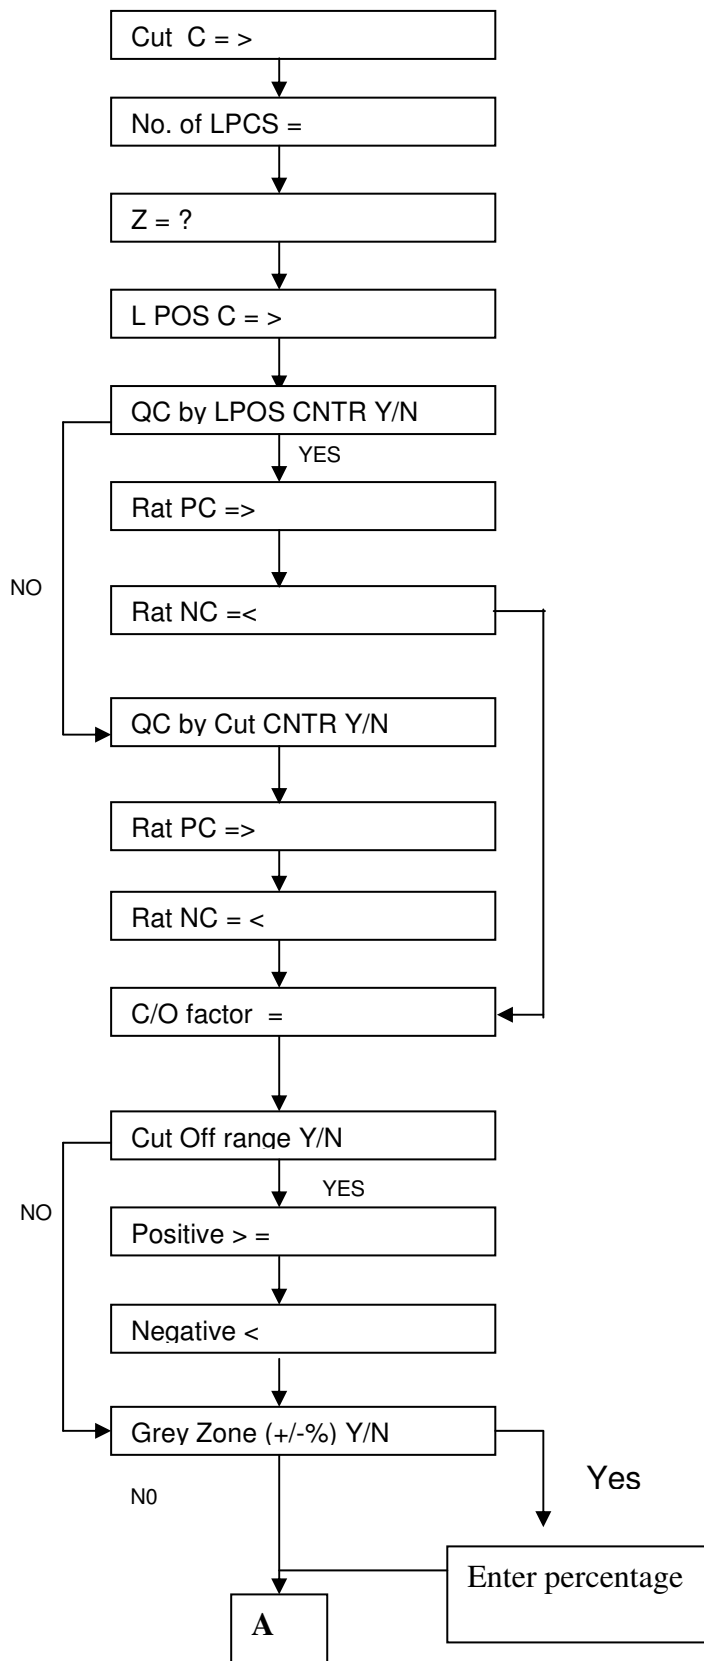 Cut  C = >
No. of LPCS =
Z = ?
L POS C = >
QC by LPOS CNTR Y/N
YES
Rat PC =>
NO
Rat NC =<
QC by Cut CNTR Y/N
Rat PC =>
Rat NC = <
C/O factor  =
Cut Off range Y/N
YES
NO
Positive > =
Negative <
Grey Zone (+/-%) Y/N
Yes
N0
Enter percentage
A